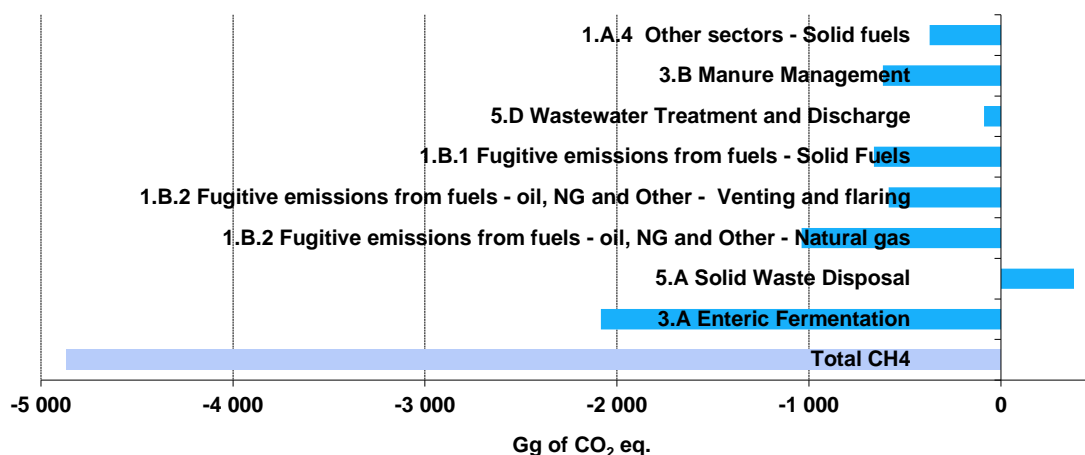 1.A.4  Other sectors - Solid fuels
3.B Manure Management
5.D Wastewater Treatment and Discharge
1.B.1 Fugitive emissions from fuels - Solid Fuels
1.B.2 Fugitive emissions from fuels - oil, NG and Other -  Venting and flaring
1.B.2 Fugitive emissions from fuels - oil, NG and Other - Natural gas
5.A Solid Waste Disposal
3.A Enteric Fermentation
Total CH4
-5 000 -4 000 -3 000 -2 000 -1 000 0
Gg of CO₂ eq.